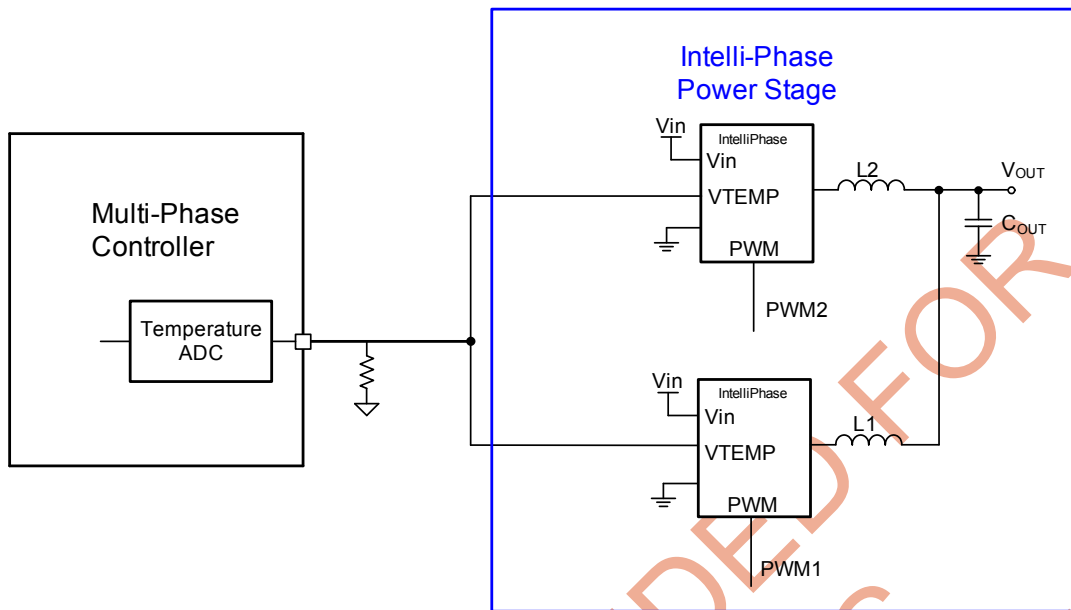 Intelli-Phase
Power Stage
Multi-Phase
Controller
Temperature
ADC
Vin
IntelliPhase
Vin
VTEMP
PWM
PWM2
L2
VOUT
COUT
Vin
IntelliPhase
Vin
VTEMP
PWM
PWM1
L1
DED FOR